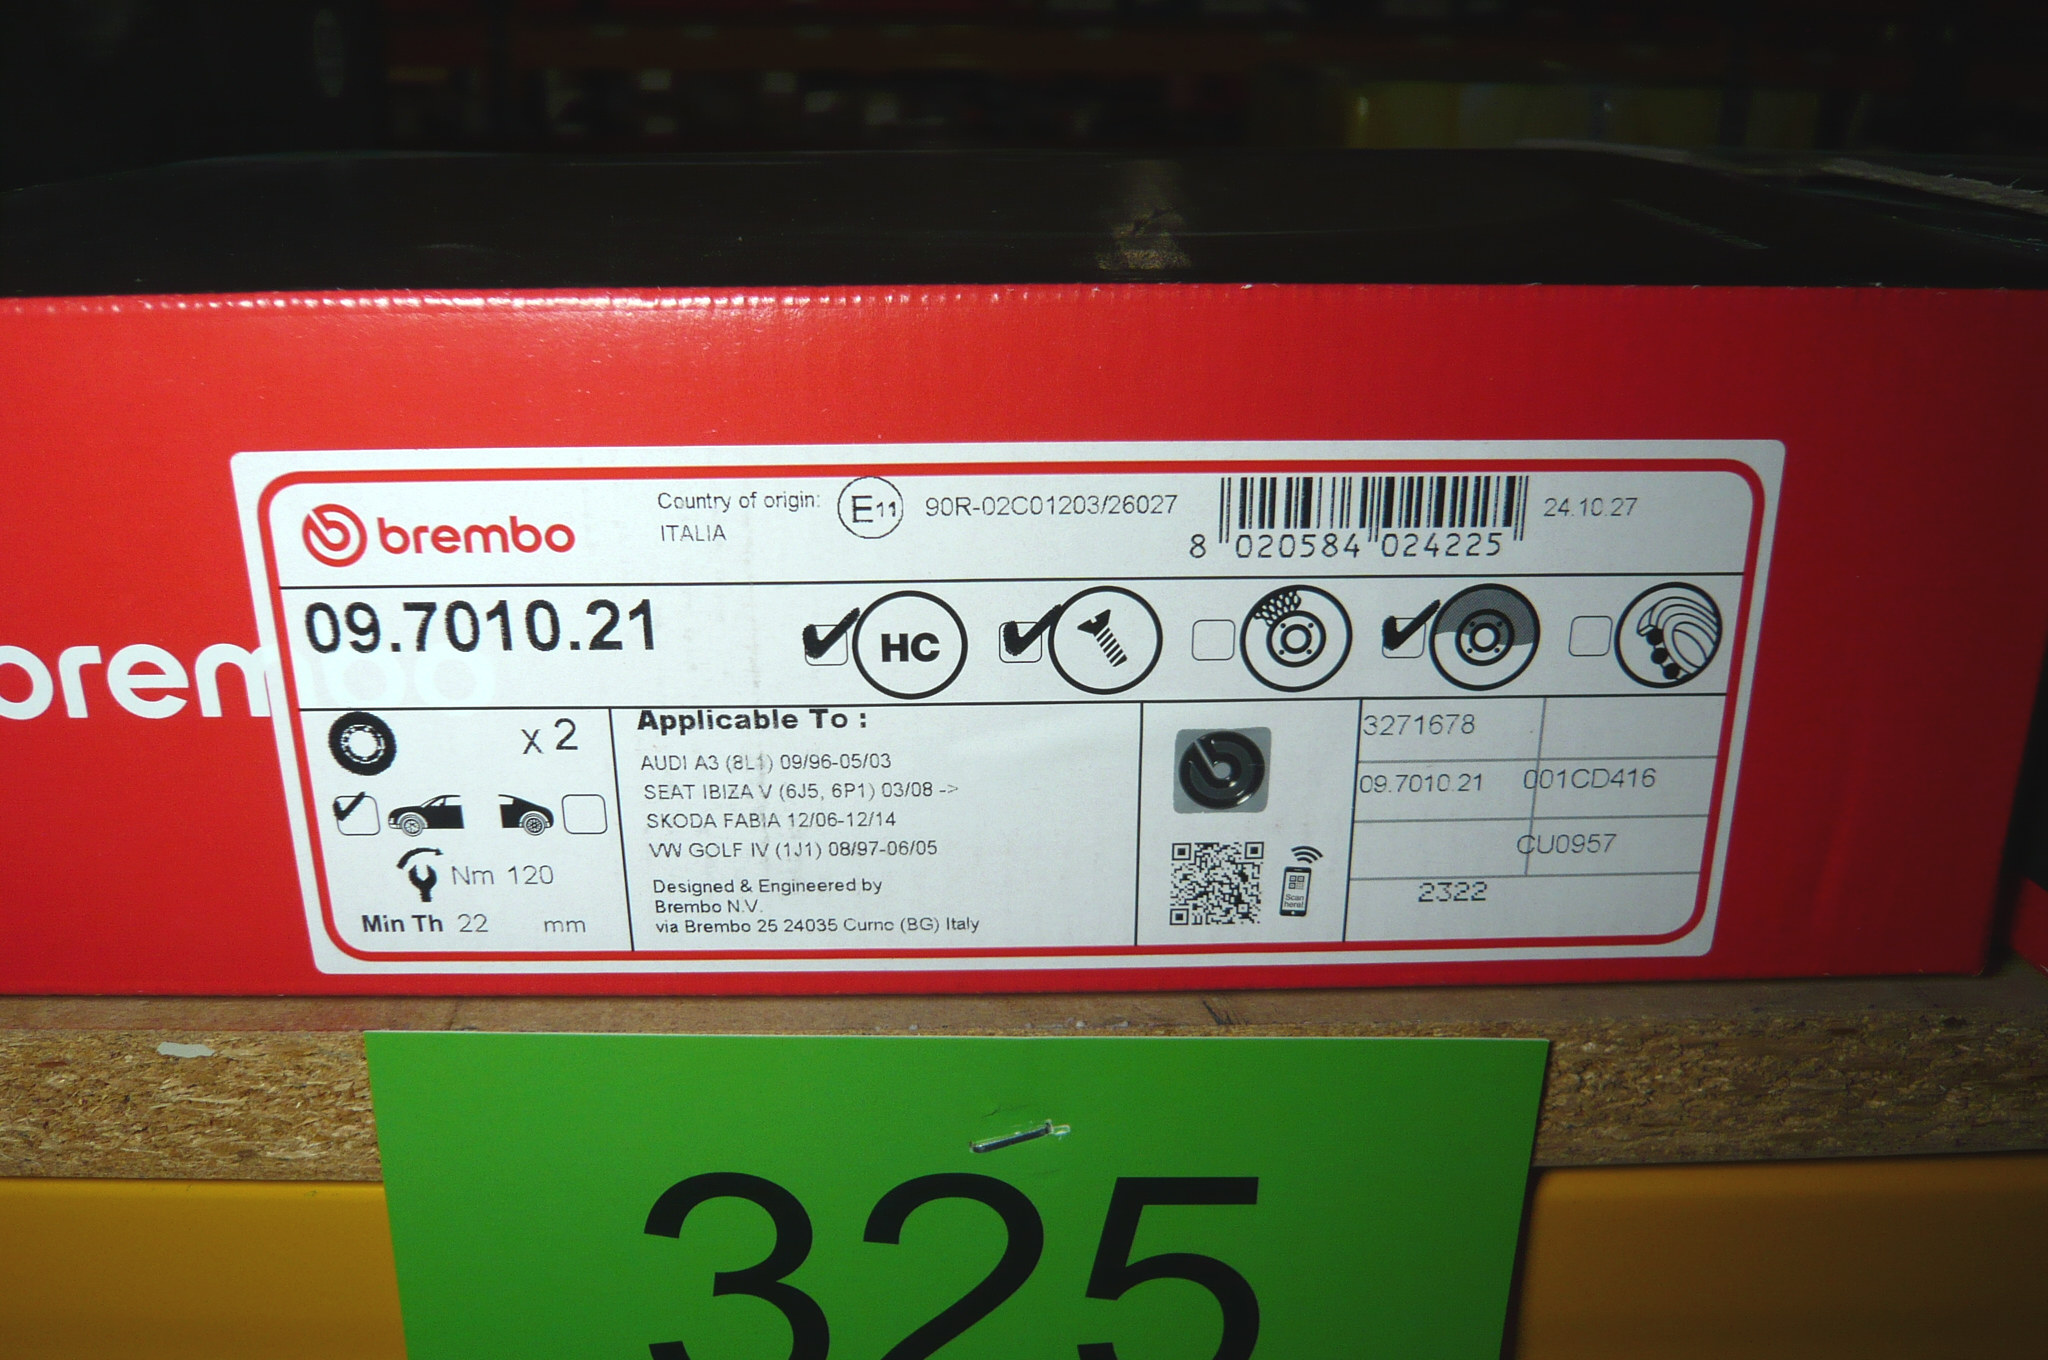 brembo
Country of origin:
ITALIA
E11
90R-02C01203/26027
8 020584 024225
24.10.27
09.7010.21
HC
brembo
x 2
Nm 120
Min Th 22 mm
Applicable To :
AUDI A3 (8L1) 09/96-05/03
SEAT IBIZA V (6J5, 6P1) 03/08 ->
SKODA FABIA 12/06-12/14
VW GOLF IV (1J1) 08/97-06/05
Designed & Engineered by
Brembo N.V.
via Brembo 25 24035 Curno (BG) Italy
Scan
here!
3271678
09.7010.21 001CD416
CU0957
2322
325